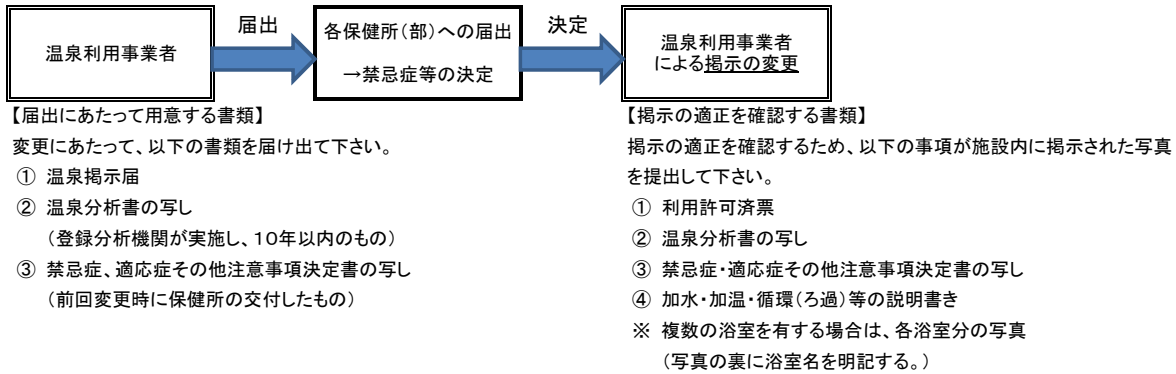 温泉利用事業者
届出
各保健所(部)への届出
→禁忌症等の決定
決定
温泉利用事業者
による掲示の変更
【届出にあたって用意する書類】
変更にあたって、以下の書類を届け出て下さい。
① 温泉掲示届
② 温泉分析書の写し
(登録分析機関が実施し、10年以内のもの)
③ 禁忌症、適応症その他注意事項決定書の写し
(前回変更時に保健所の交付したもの)
【掲示の適正を確認する書類】
掲示の適正を確認するため、以下の事項が施設内に掲示された写真
を提出して下さい。
① 利用許可済票
② 温泉分析書の写し
③ 禁忌症・適応症その他注意事項決定書の写し
④ 加水・加温・循環(ろ過)等の説明書き
※ 複数の浴室を有する場合は、各浴室分の写真
(写真の裏に浴室名を明記する。)